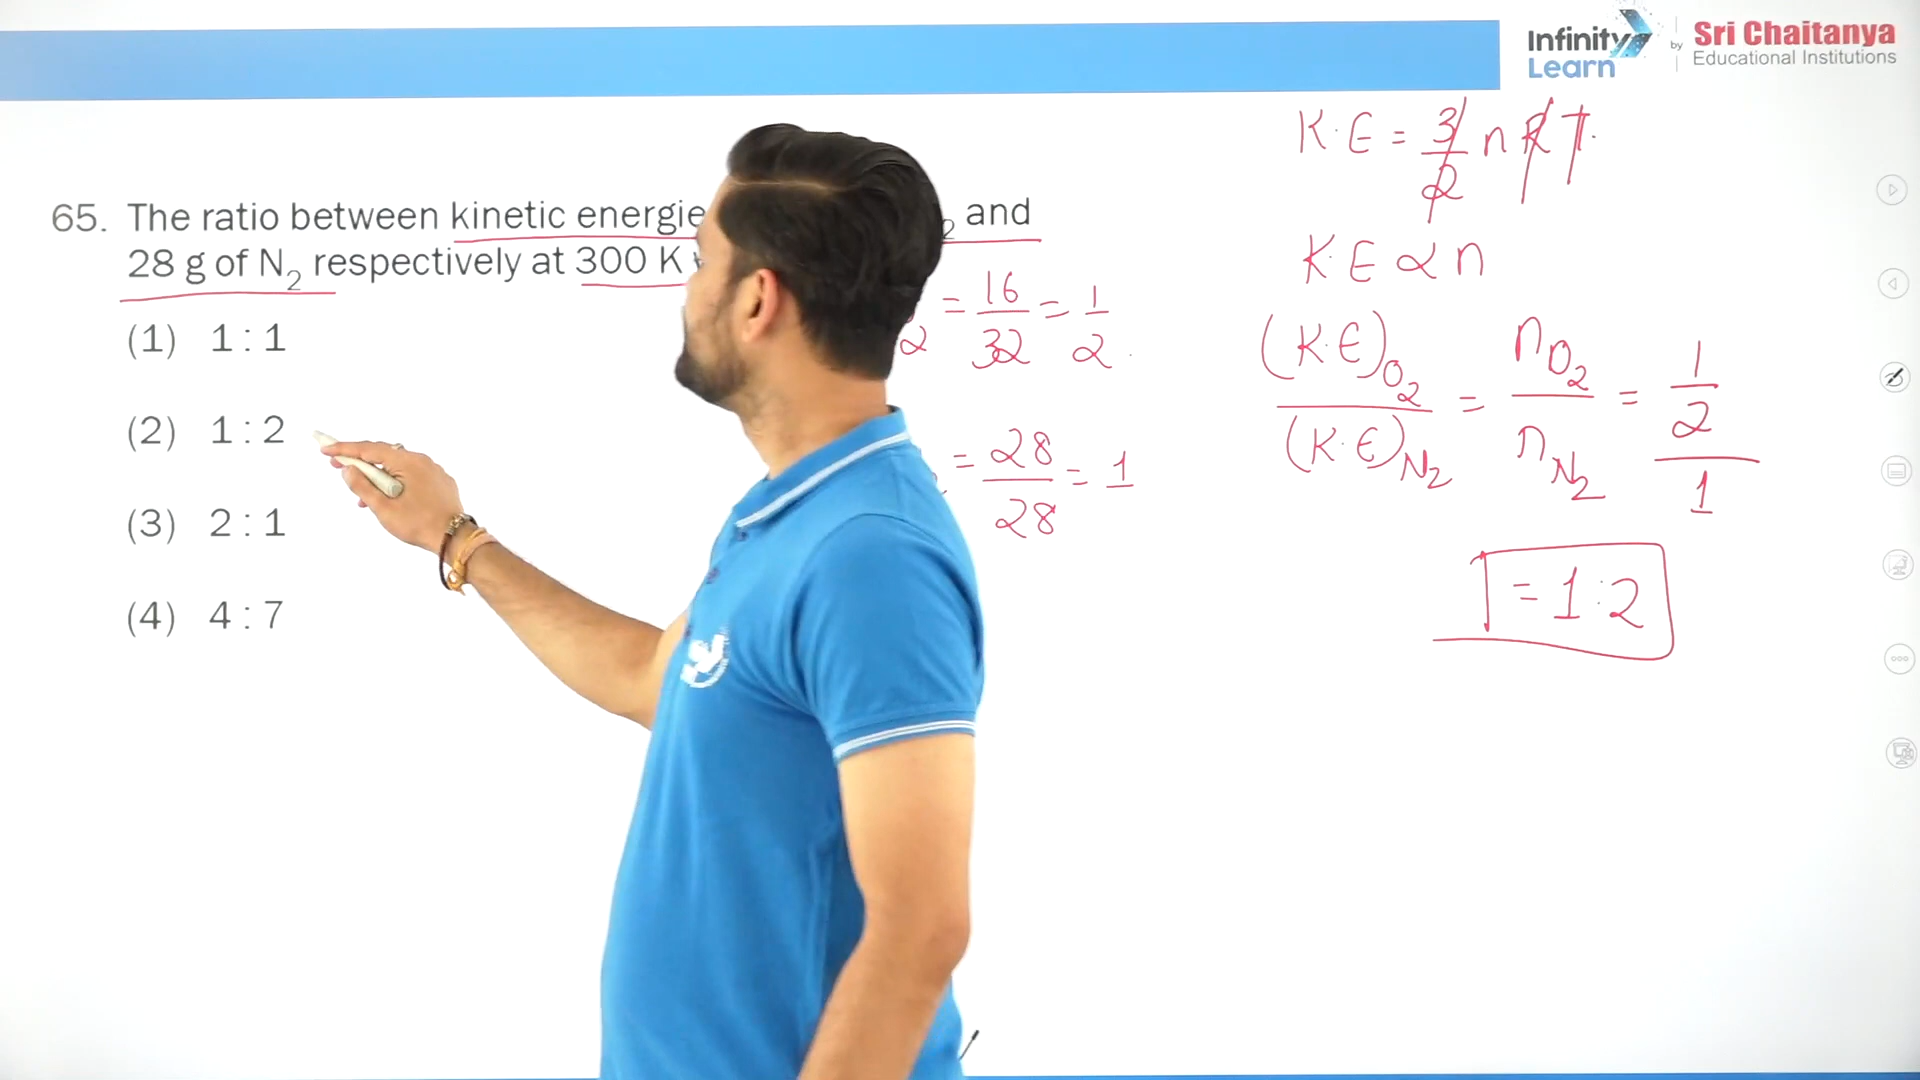 Infinity Learn by Sri Chaitanya Educational Institutions
65. The ratio between kinetic energie 2 and
28 g of N2 respectively at 300 K
(1) 1 : 1
(2) 1 : 2
(3) 2 : 1
(4) 4 : 7
2 = 16/32 = 1/2
= 28/28 = 1
K.E = 3/2 n R T
K.E ∝ n
(K.E)O2 / (K.E)N2 = nO2 / nN2 = 1/2 / 1
= 1:2